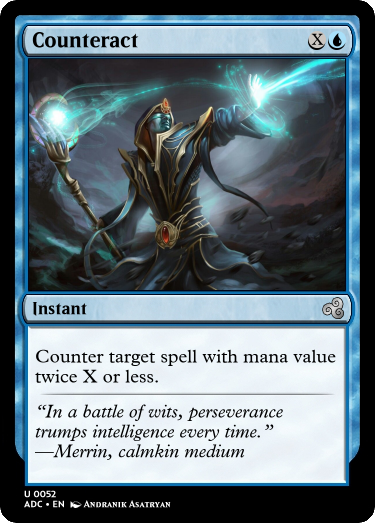 Counteract X
Instant
Counter target spell with mana value
twice X or less.
“In a battle of wits, perseverance
trumps intelligence every time.”
—Merrin, calmkin medium
U 0052
ADC • EN Andranik Asatryan